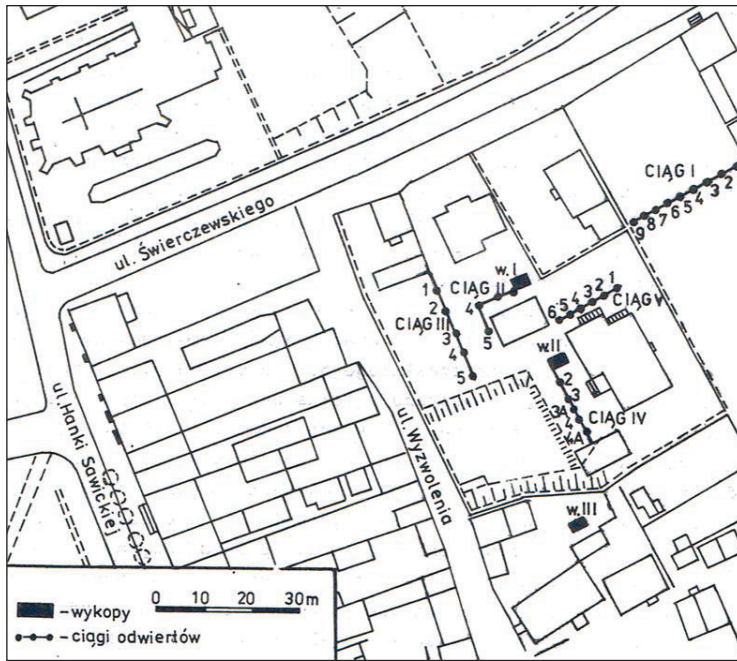 CIĄG I
9 8 7 6 5 4 3 2
ul. Świerczewskiego
w. I
CIĄG II
4
5
1
2
CIĄG III
3
4
5
6 5 4 3 2 1
CIĄG V
w. II
2
3
3A
4
4A
CIĄG IV
ul. Hanki Sawickiej
ul. Wyzwolenia
w. III
0 10 20 30 m
- wykopy
- ciągi odwiertów